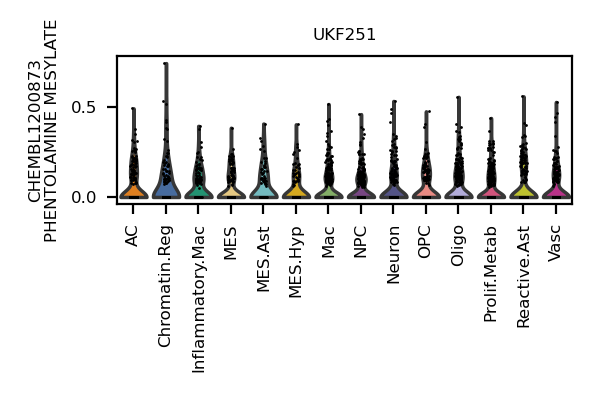 UKF251
CHEMBL1200873
PHENTOLAMINE MESYLATE
0.5
0.0
AC
Chromatin.Reg
Inflammatory.Mac
MES
MES.Ast
MES.Hyp
Mac
NPC
Neuron
OPC
Oligo
Prolif.Metab
Reactive.Ast
Vasc